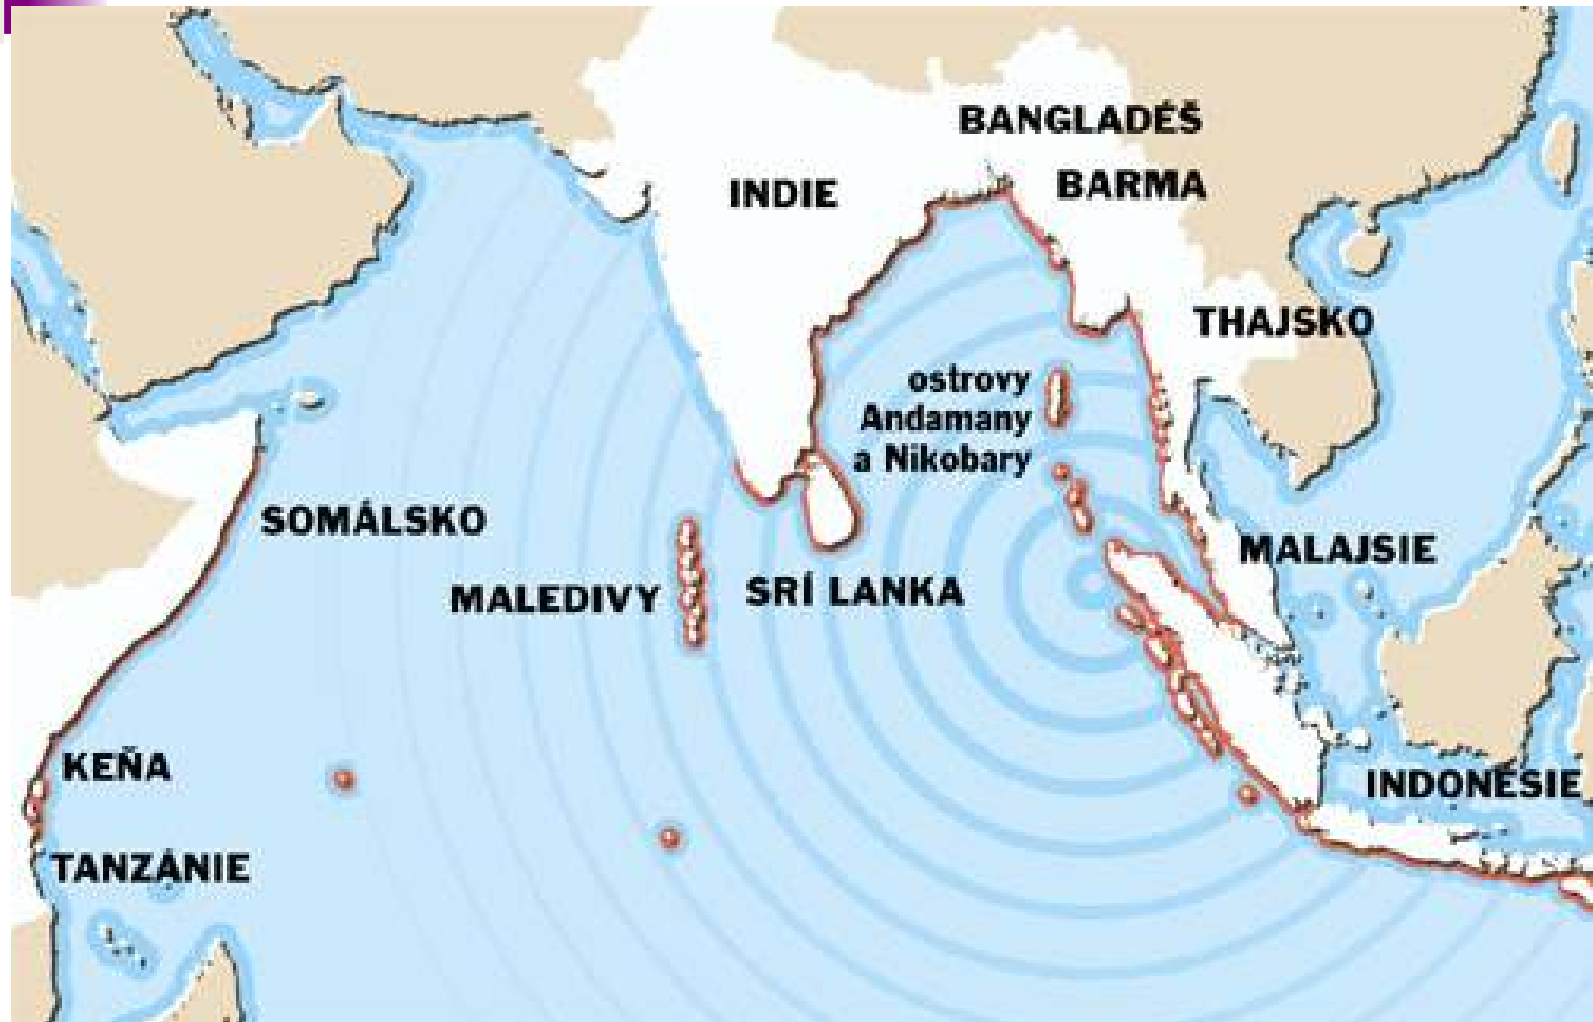 BANGLADÉŠ
INDIE
BARMA
THAJSKO
ostrovy
Andamany
a Nikobary
SOMÁLSKO
MALAJSIE
MALEDIVY
SRÍ LANKA
KEŇA
INDONÉSIE
TANZÁNIE